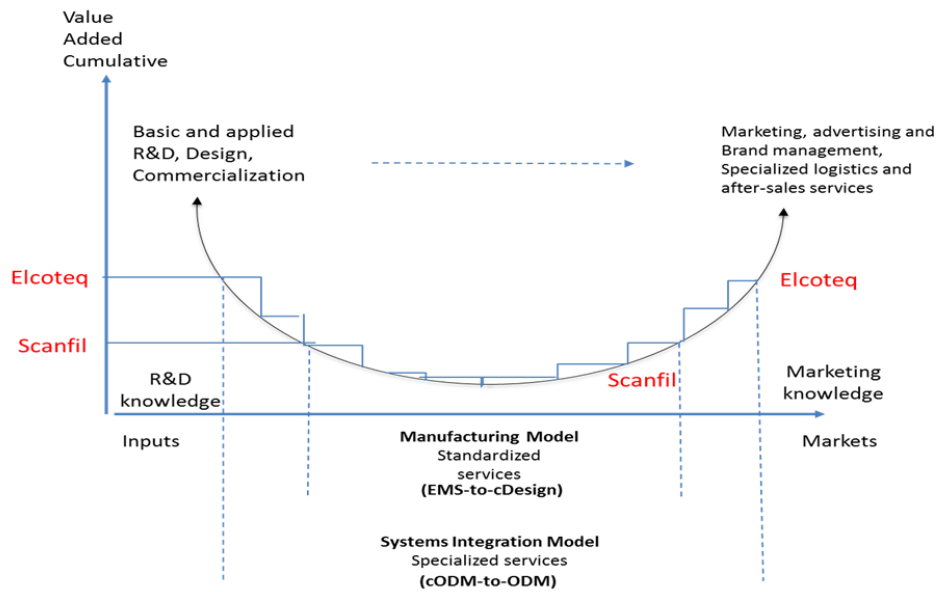 Value
Added
Cumulative
Basic and applied
R&D, Design,
Commercialization
Marketing, advertising and
Brand management,
Specialized logistics and
after-sales services
Elcoteq
Elcoteq
Scanfil
Scanfil
R&D
knowledge
Marketing
knowledge
Inputs
Manufacturing Model
Standardized
services
(EMS-to-cDesign)
Markets
Systems Integration Model
Specialized services
(cODM-to-ODM)